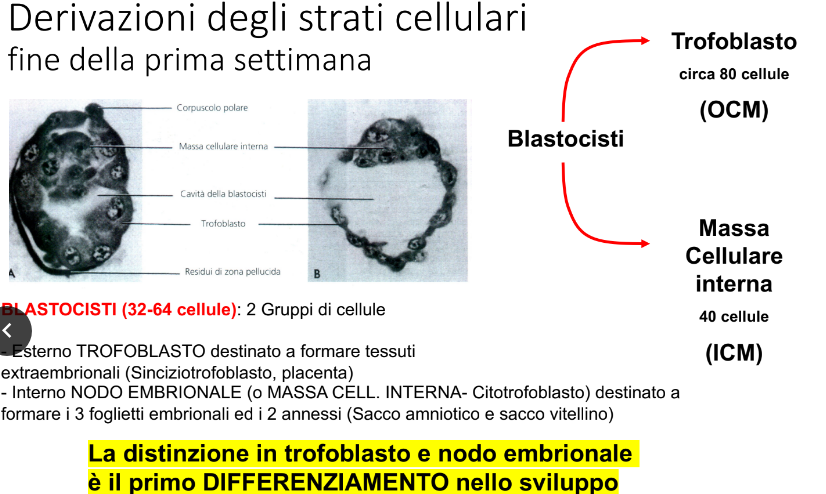 Derivazioni degli strati cellulari
fine della prima settimana
Corpuscolo polare
Massa cellulare interna
Cavità della blastocisti
Trofoblasto
Residui di zona pellucida
A
B
Blastocisti
Trofoblasto
circa 80 cellule
(OCM)
Massa
Cellulare
interna
40 cellule
(ICM)
BLASTOCISTI (32-64 cellule): 2 Gruppi di cellule
- Esterno TROFOBLASTO destinato a formare tessuti
extraembrionali (Sinciziotrofoblasto, placenta)
- Interno NODO EMBRIONALE (o MASSA CELL. INTERNA- Citotrofoblasto) destinato a
formare i 3 foglietti embrionali ed i 2 annessi (Sacco amniotico e sacco vitellino)
La distinzione in trofoblasto e nodo embrionale
è il primo DIFFERENZIAMENTO nello sviluppo